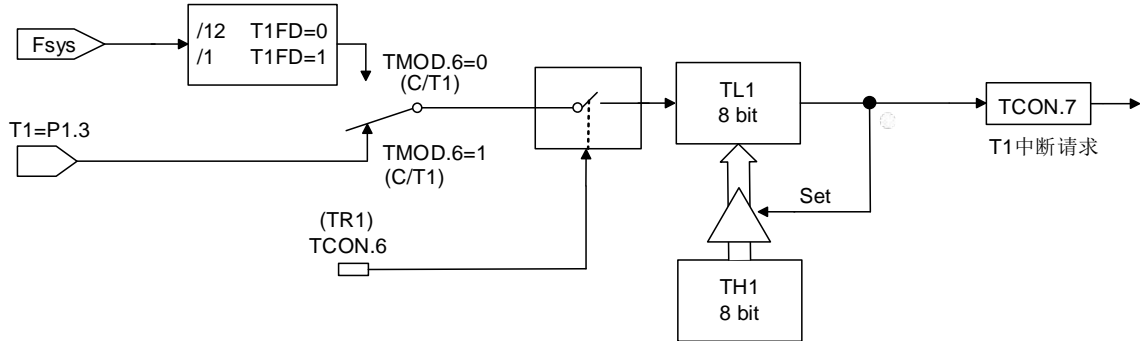 Fsys
/12 T1FD=0
/1 T1FD=1
TMOD.6=0
(C/T1)
T1=P1.3
TMOD.6=1
(C/T1)
(TR1)
TCON.6
TL1
8 bit
TCON.7
T1中断请求
Set
TH1
8 bit